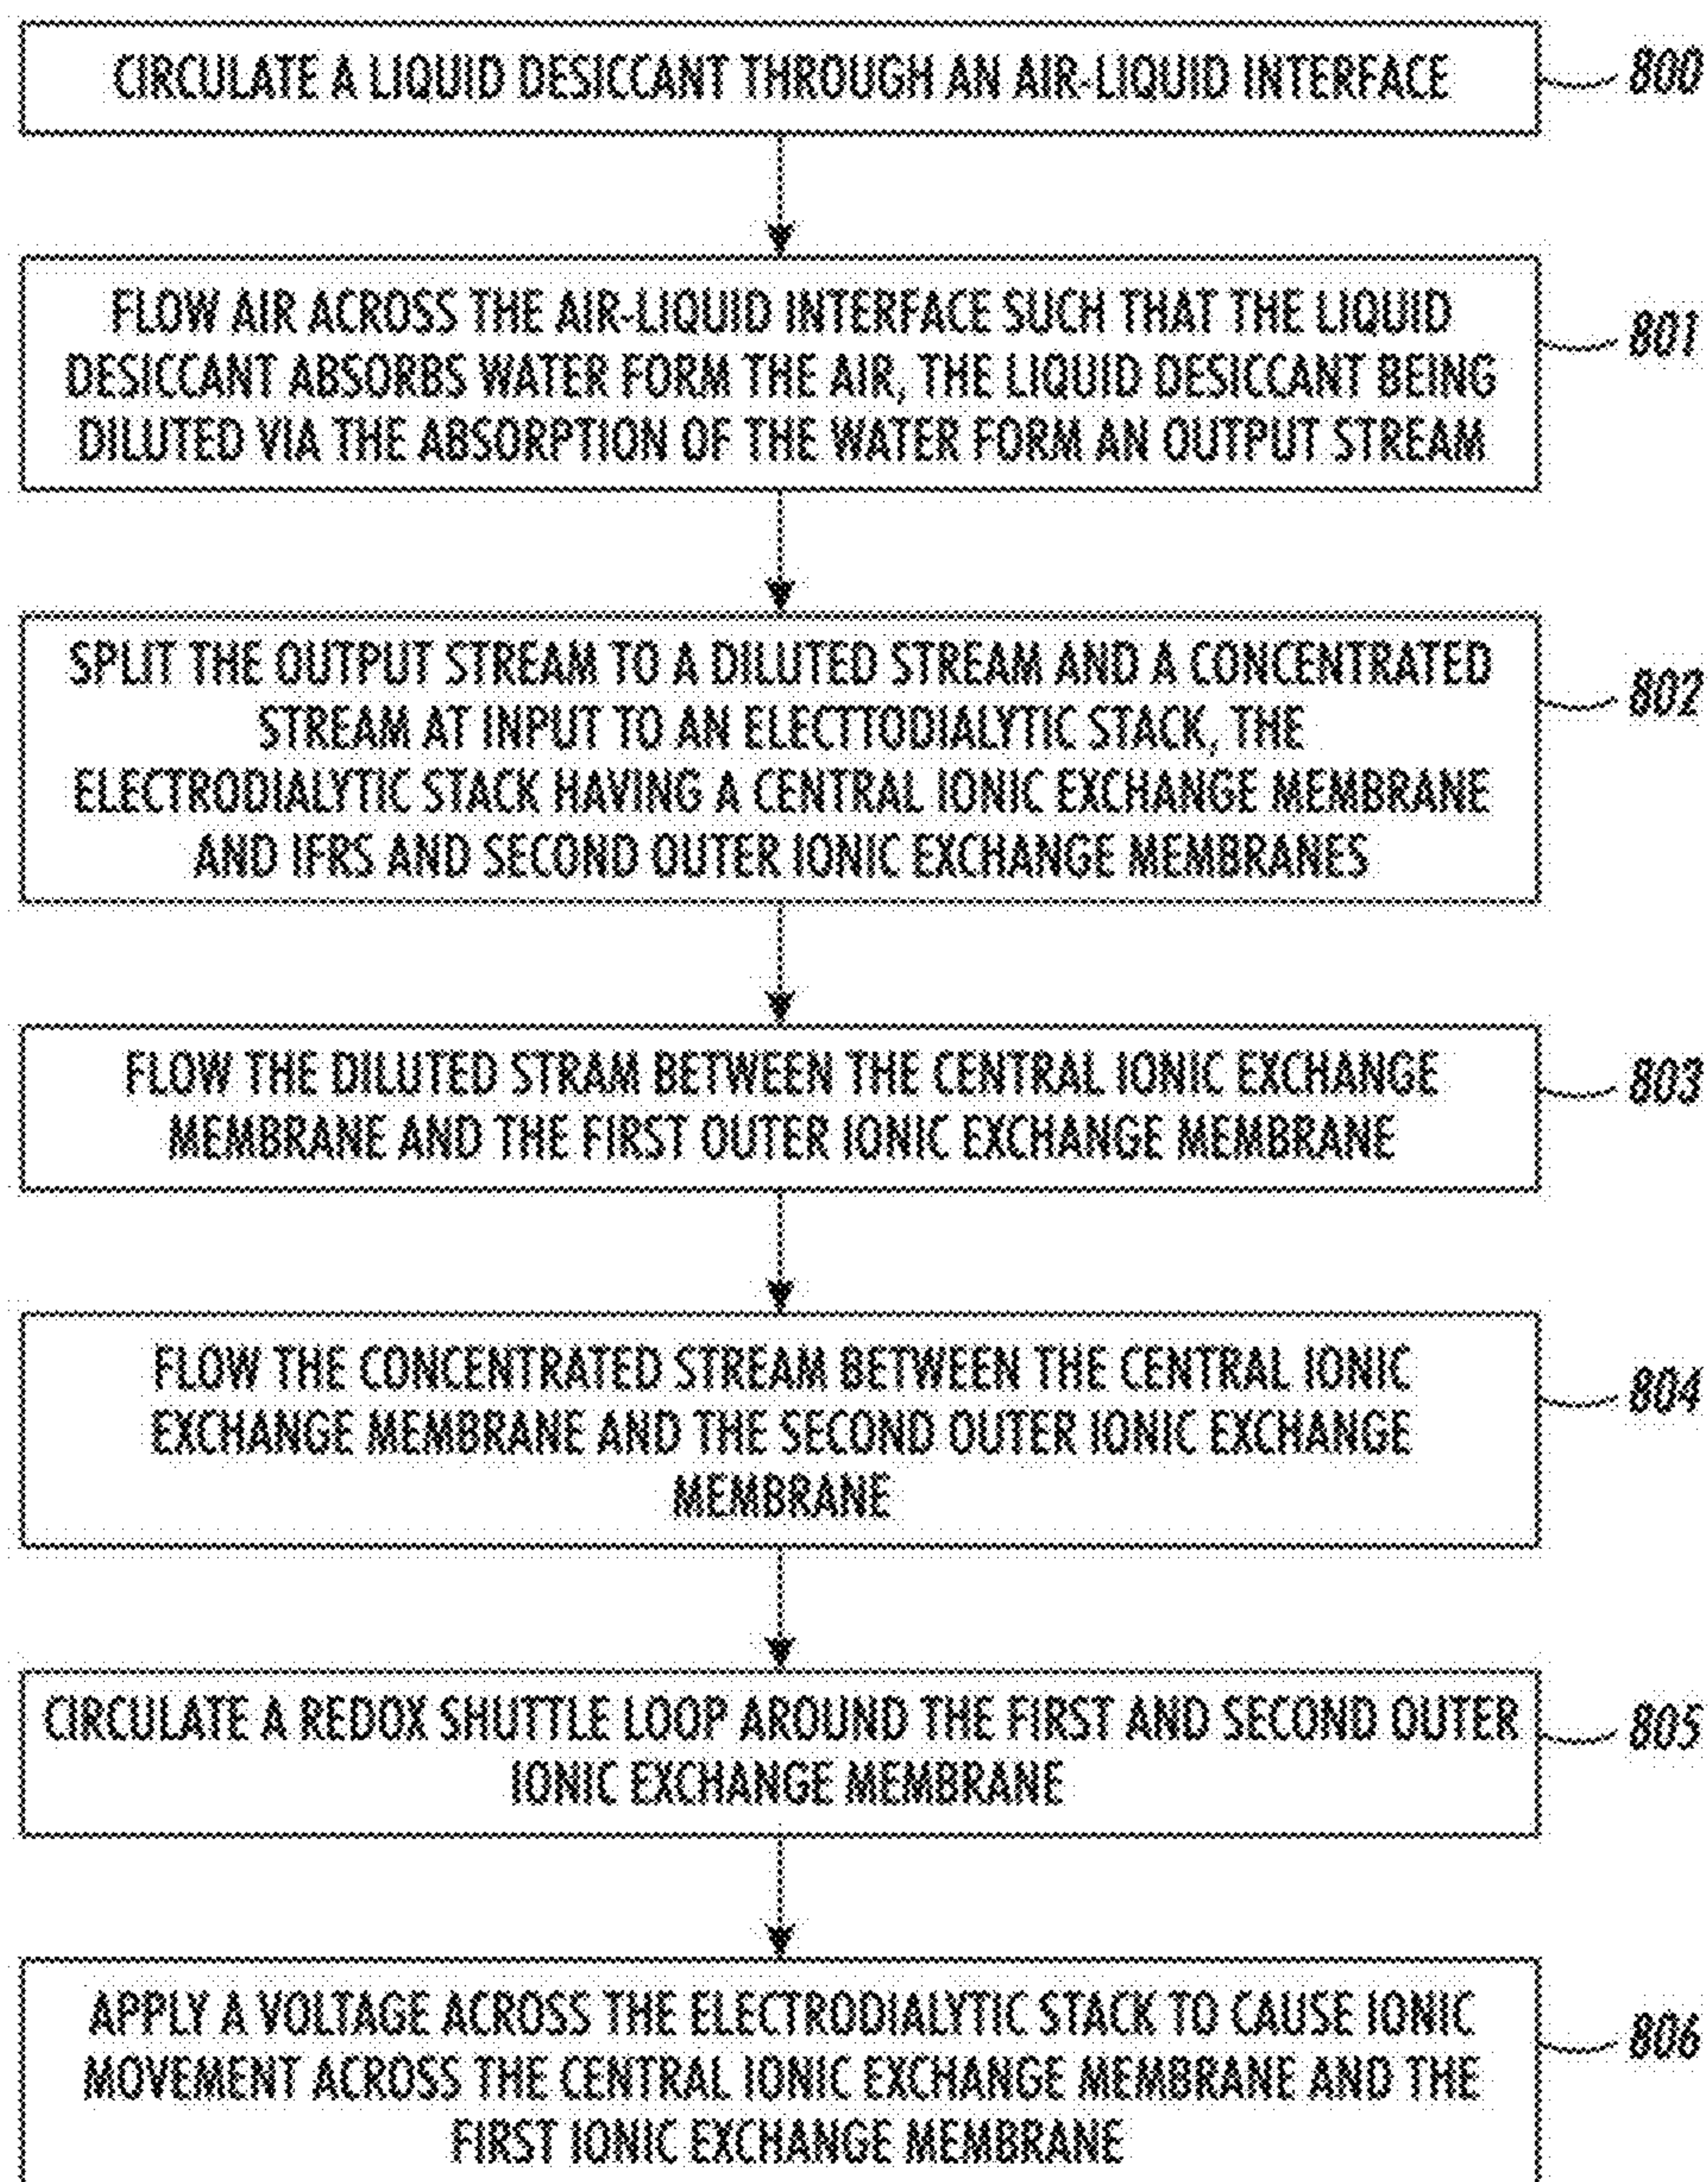 CIRCULATE A LIQUID DESICCANT THROUGH AN AIR-LIQUID INTERFACE
800
FLOW AIR ACROSS THE AIR-LIQUID INTERFACE SUCH THAT THE LIQUID
DESICCANT ABSORBS WATER FORM THE AIR, THE LIQUID DESICCANT BEING
DILUTED VIA THE ABSORPTION OF THE WATER FORM AN OUTPUT STREAM
801
SPLIT THE OUTPUT STREAM TO A DILUTED STREAM AND A CONCENTRATED
STREAM AT INPUT TO AN ELECTTODIALYTIC STACK, THE
ELECTRODIALYTIC STACK HAVING A CENTRAL IONIC EXCHANGE MEMBRANE
AND IFRS AND SECOND OUTER IONIC EXCHANGE MEMBRANES
802
FLOW THE DILUTED STRAM BETWEEN THE CENTRAL IONIC EXCHANGE
MEMBRANE AND THE FIRST OUTER IONIC EXCHANGE MEMBRANE
803
FLOW THE CONCENTRATED STREAM BETWEEN THE CENTRAL IONIC
EXCHANGE MEMBRANE AND THE SECOND OUTER IONIC EXCHANGE
MEMBRANE
804
CIRCULATE A REDOX SHUTTLE LOOP AROUND THE FIRST AND SECOND OUTER
IONIC EXCHANGE MEMBRANE
805
APPLY A VOLTAGE ACROSS THE ELECTRODIALYTIC STACK TO CAUSE IONIC
MOVEMENT ACROSS THE CENTRAL IONIC EXCHANGE MEMBRANE AND THE
FIRST IONIC EXCHANGE MEMBRANE
806